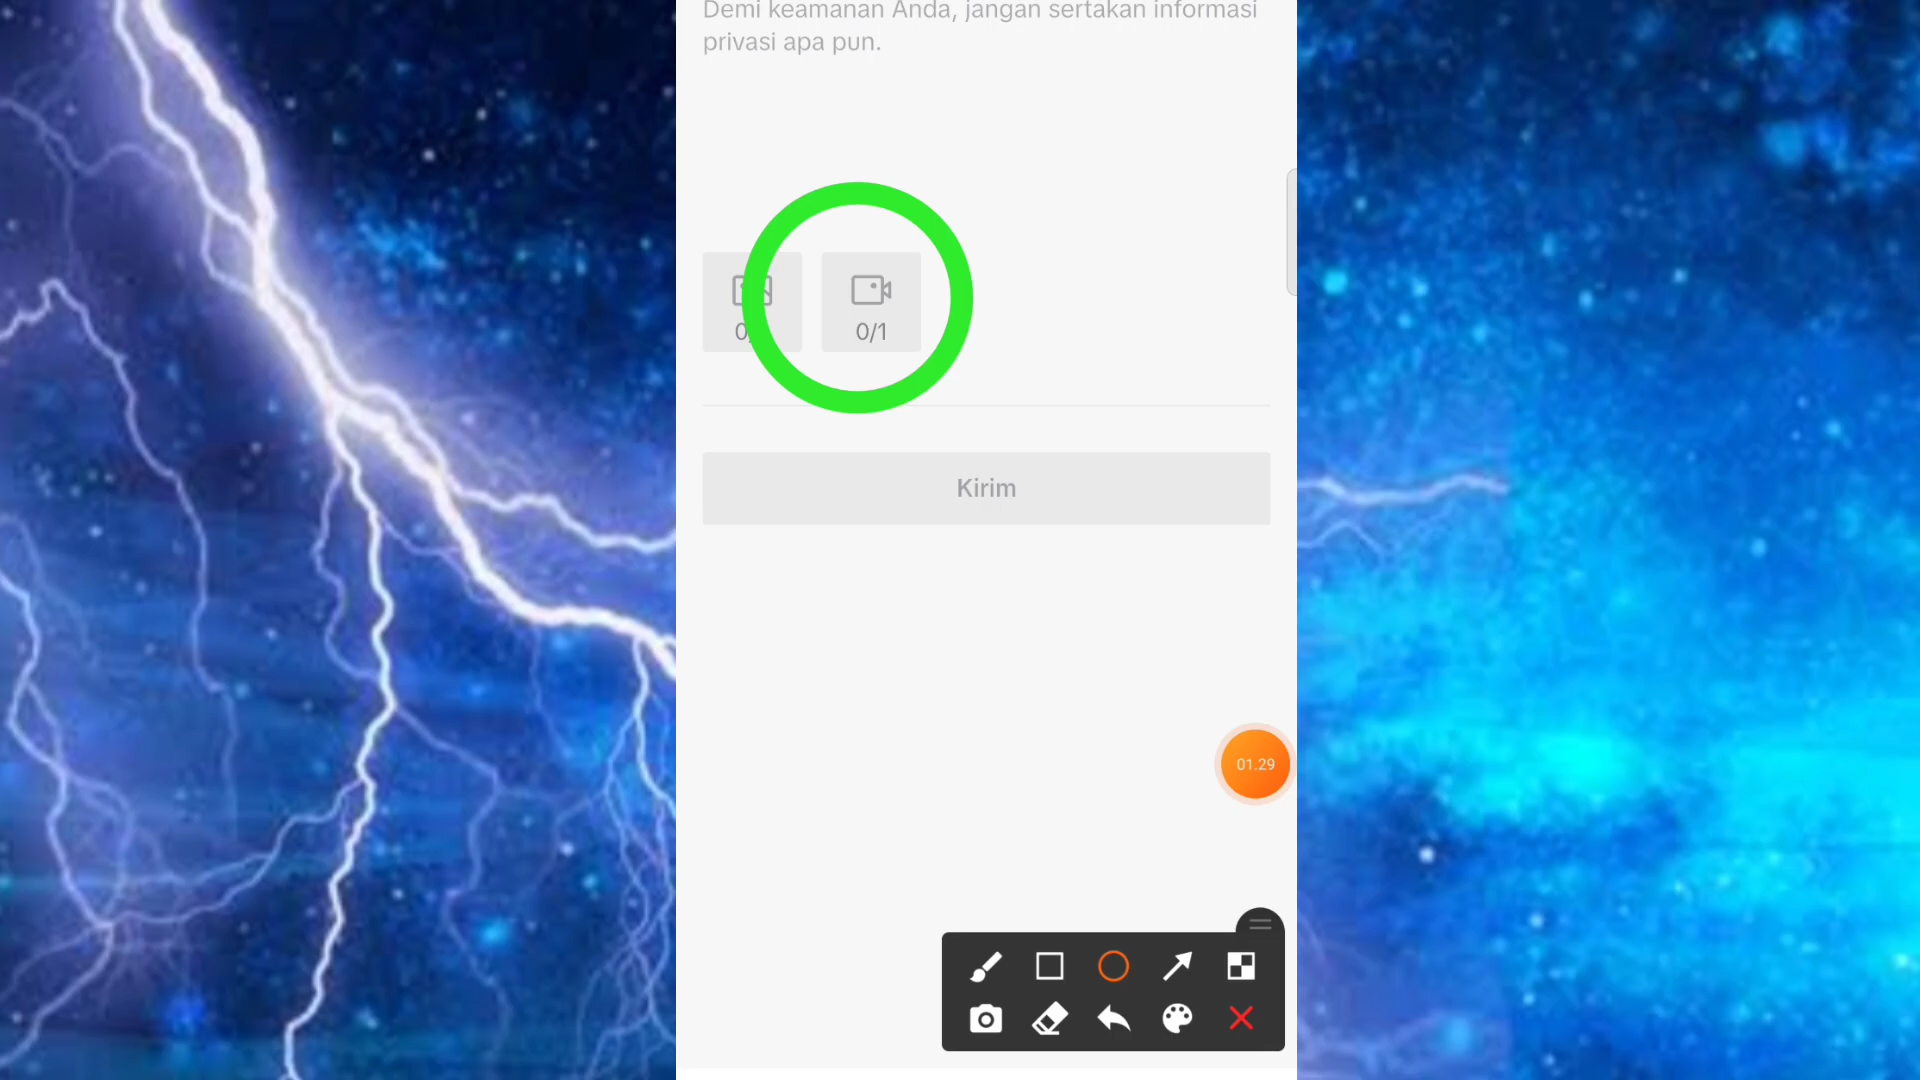 Demi keamanan Anda, jangan sertakan informasi
privasi apa pun.
0/1
Kirim
01.29